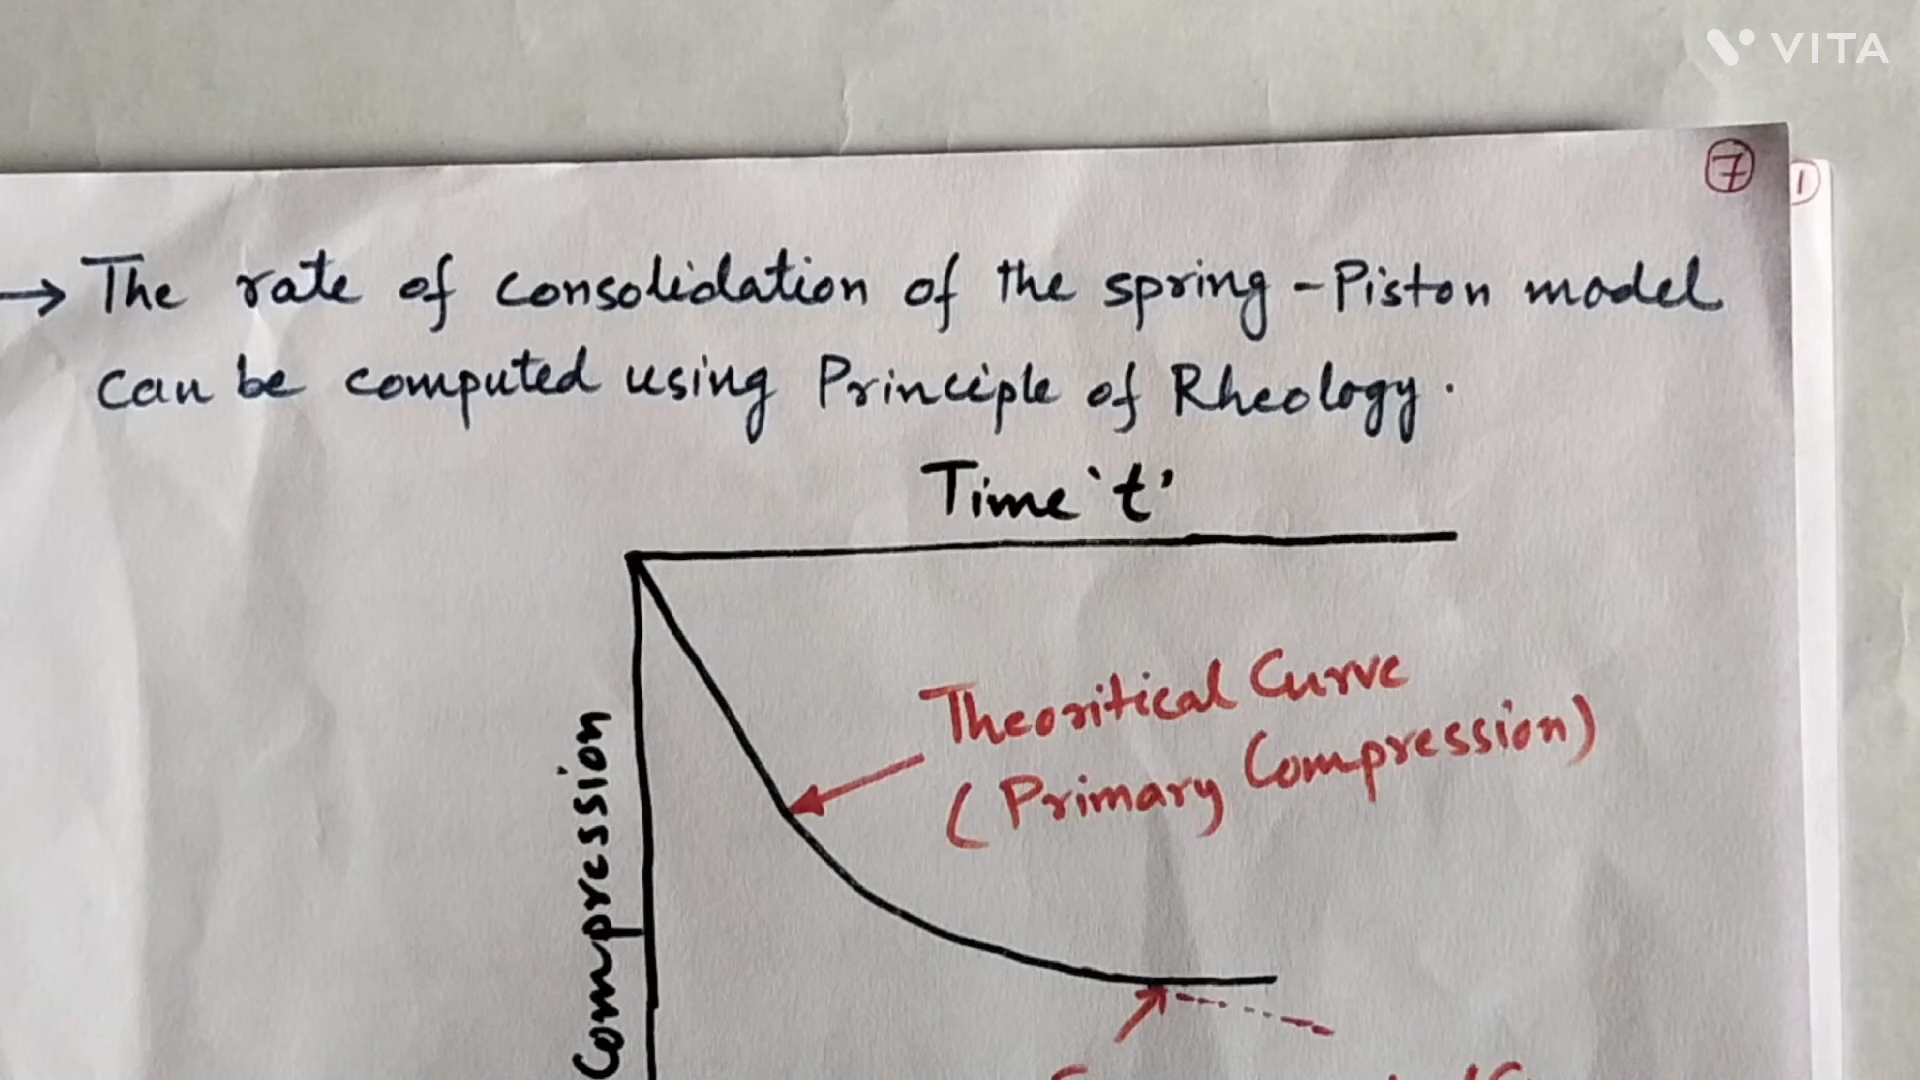 VITA
7
1
→ The rate of consolidation of the spring-Piston model
can be computed using Principle of Rheology.
Time 't'
Theoritical Curve
(Primary Compression)
Compression